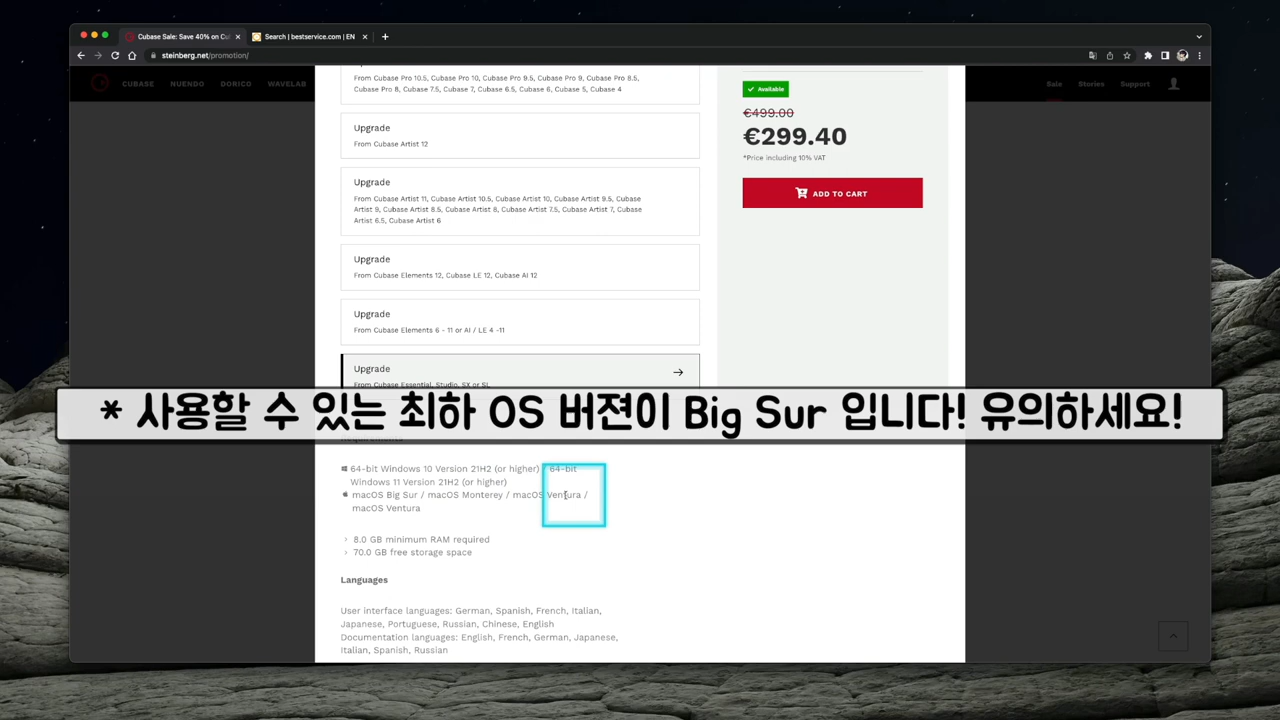 Cubase Sale: Save 40% on Cu
Search | bestservice.com | EN
steinberg.net/promotion/
CUBASE NUENDO DORICO WAVELAB
Sale Stories Support
From Cubase Pro 10.5, Cubase Pro 10, Cubase Pro 9.5, Cubase Pro 9, Cubase Pro 8.5,
Cubase Pro 8, Cubase 7.5, Cubase 7, Cubase 6.5, Cubase 6, Cubase 5, Cubase 4
Upgrade
From Cubase Artist 12
Upgrade
From Cubase Artist 11, Cubase Artist 10.5, Cubase Artist 10, Cubase Artist 9.5, Cubase
Artist 9, Cubase Artist 8.5, Cubase Artist 8, Cubase Artist 7.5, Cubase Artist 7, Cubase
Artist 6.5, Cubase Artist 6
Upgrade
From Cubase Elements 12, Cubase LE 12, Cubase AI 12
Upgrade
From Cubase Elements 6 - 11 or AI / LE 4 -11
Upgrade
From Cubase Essential, Studio, SX or SL
Available
€499.00
€299.40
*Price including 10% VAT
ADD TO CART
* 사용할 수 있는 최하 OS 버젼이 Big Sur 입니다! 유의하세요!
Requirements
64-bit Windows 10 Version 21H2 (or higher) / 64-bit
Windows 11 Version 21H2 (or higher)
macOS Big Sur / macOS Monterey / macOS Ventura /
macOS Ventura
8.0 GB minimum RAM required
70.0 GB free storage space
Languages
User interface languages: German, Spanish, French, Italian,
Japanese, Portuguese, Russian, Chinese, English
Documentation languages: English, French, German, Japanese,
Italian, Spanish, Russian